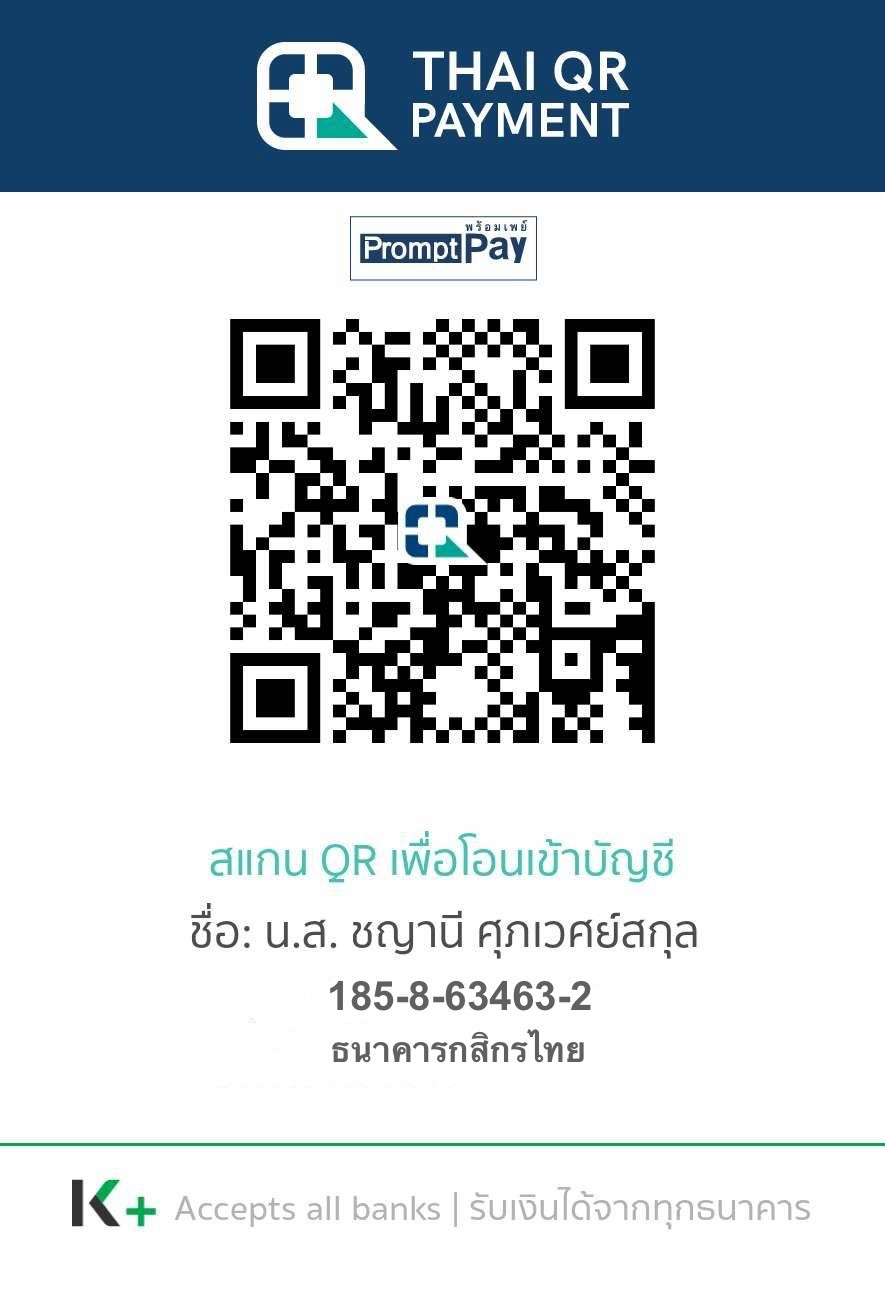 THAI QR
PAYMENT
พร้อมเพย์
PromptPay
สแกน QR เพื่อโอนเข้าบัญชี
ชื่อ: น.ส. ชญานี ศุภเวศย์สกุล
185-8-63463-2
ธนาคารกสิกรไทย
K+ Accepts all banks | รับเงินได้จากทุกธนาคาร